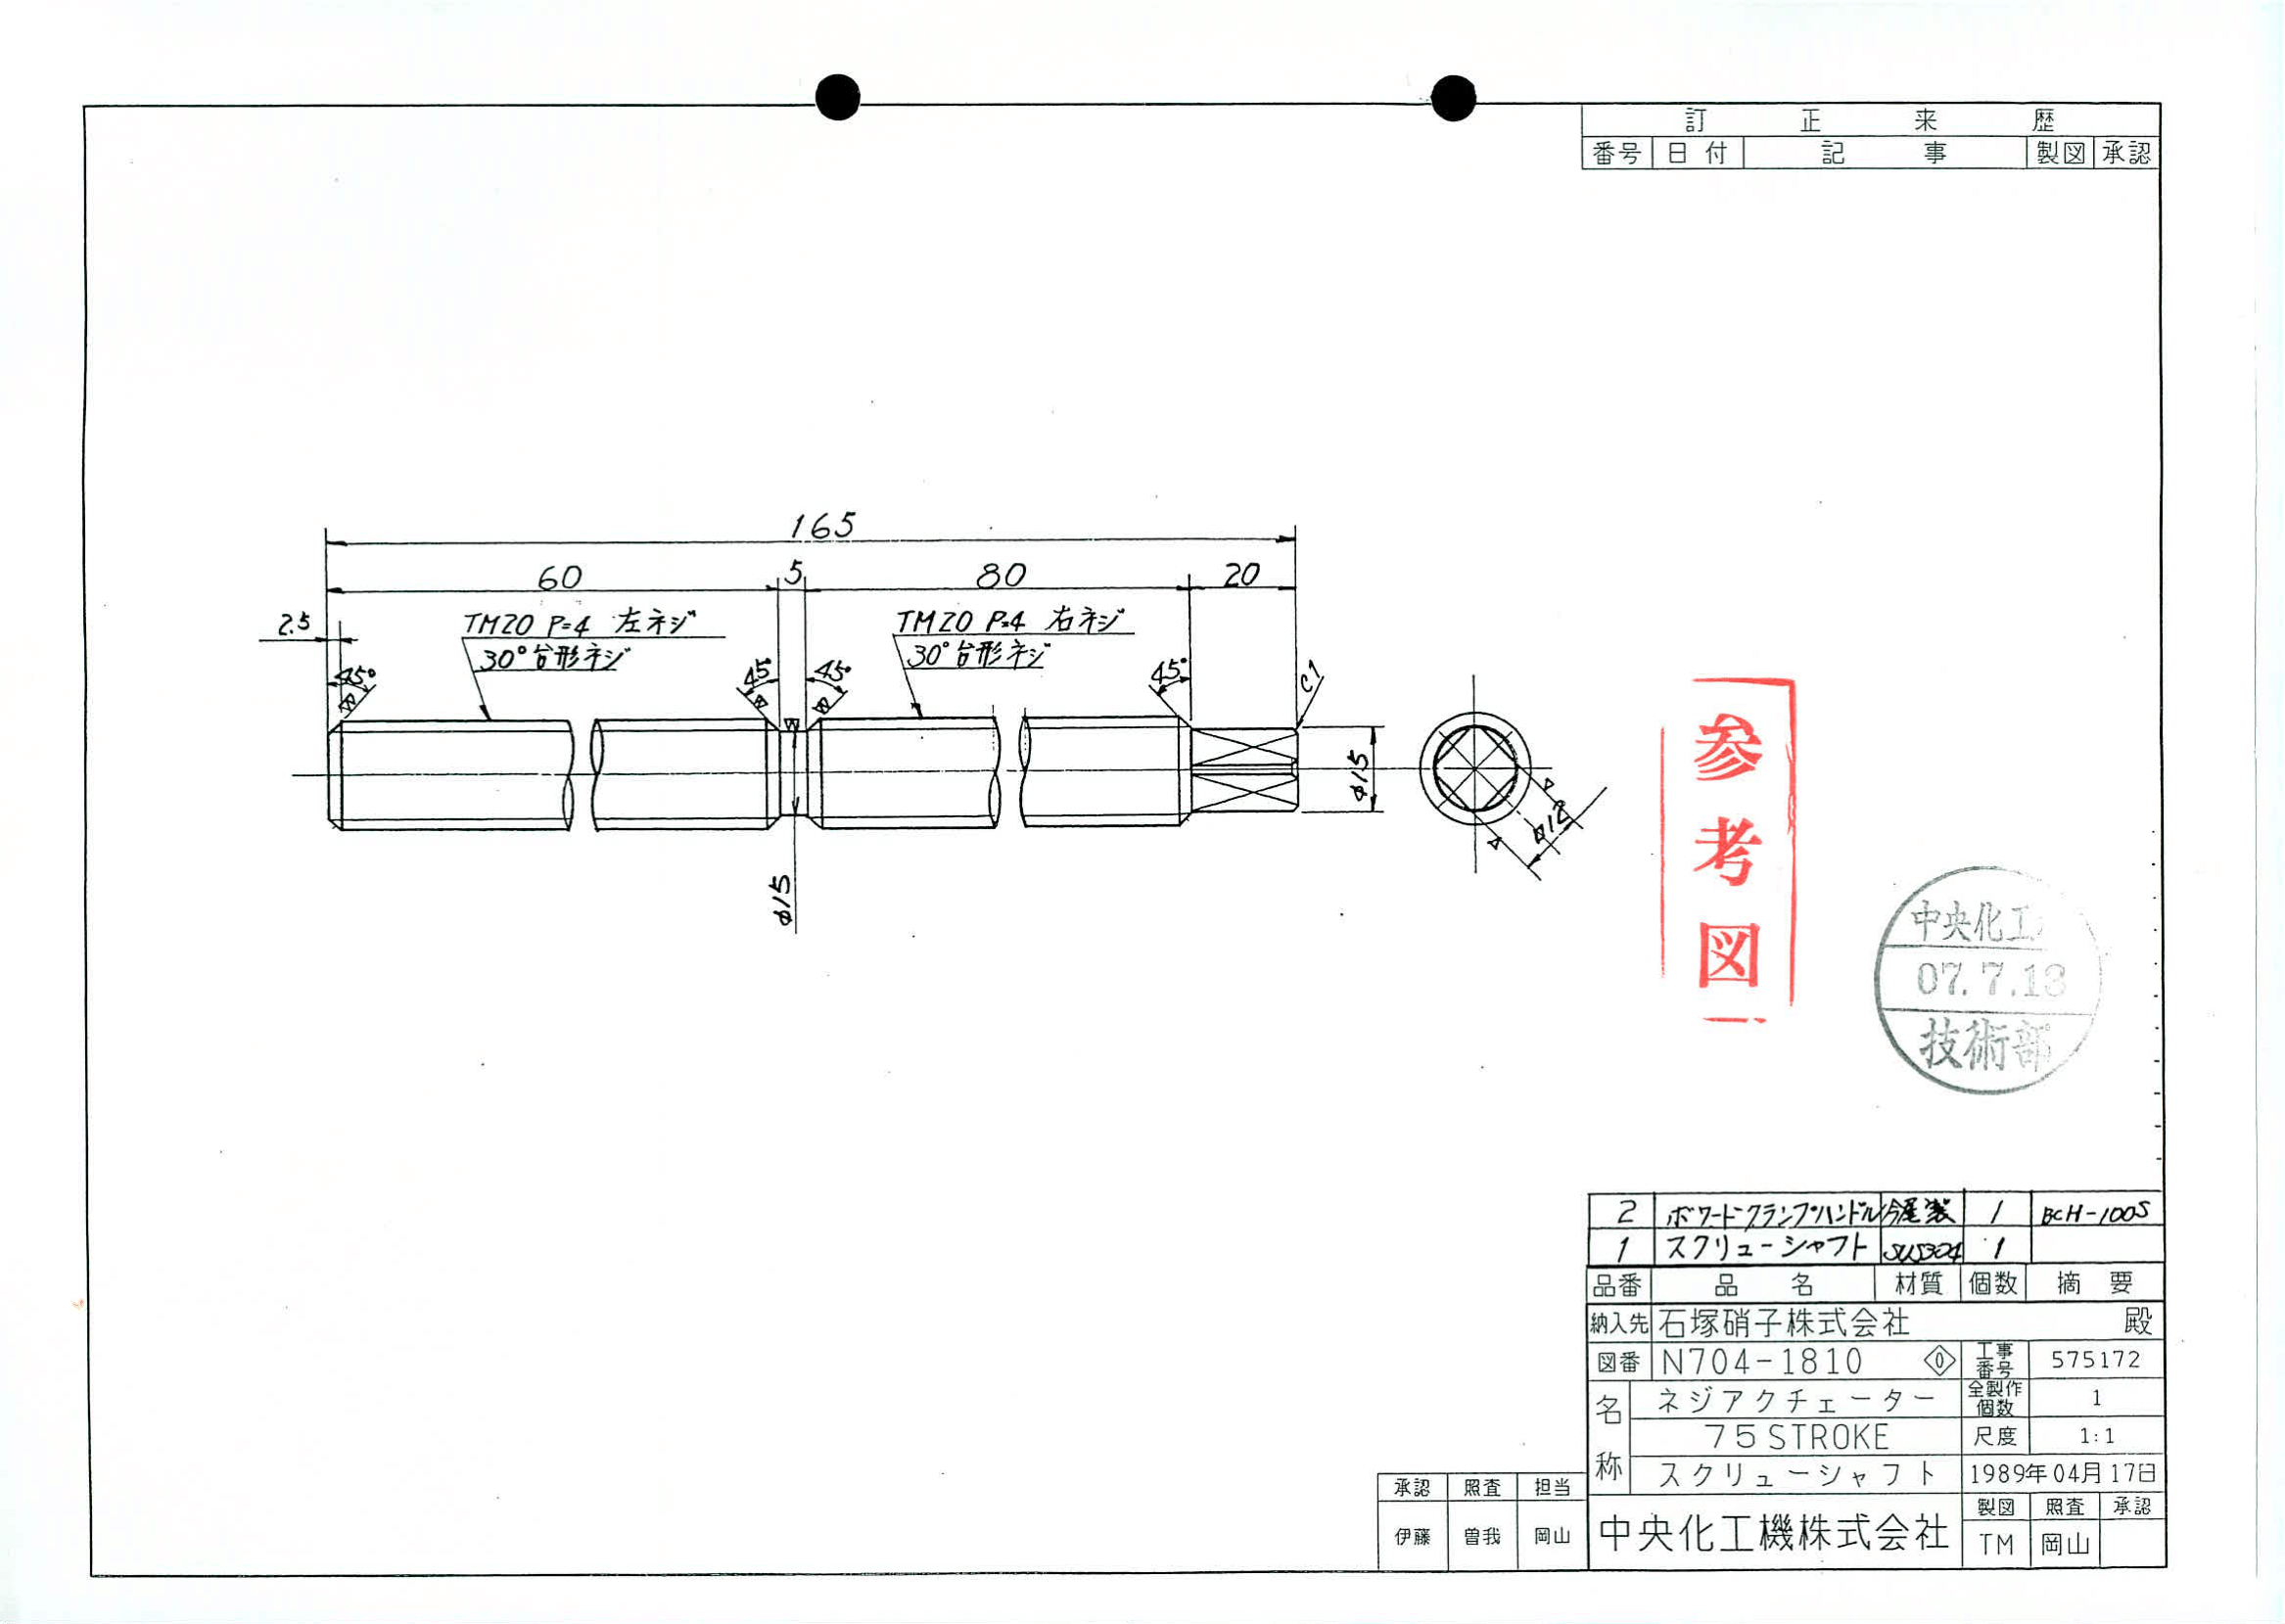 訂正来歴
番号 日付 記事 製図 承認
165
60 5 80 20
2.5
TM20 P=4 左ネジ
30°台形ネジ
TM20 P=4 右ネジ
30°台形ネジ
45°
45°
45°
45°
C1
φ15
φ15
□12
参考図
中央化工
07.7.13
技術部
2 ボワードクランプハンドル 今尾製 1 BCH-100S
1 スクリューシャフト SUS304 1
品番 品名 材質 個数 摘要
納入先 石塚硝子株式会社 殿
図番 N704-1810 0 工事番号 575172
名称 ネジアクチェーター 全製作個数 1
75 STROKE 尺度 1:1
スクリューシャフト 1989年04月17日
承認 照査 担当
伊藤 曽我 岡山
中央化工機株式会社
製図 照査 承認
TM 岡山